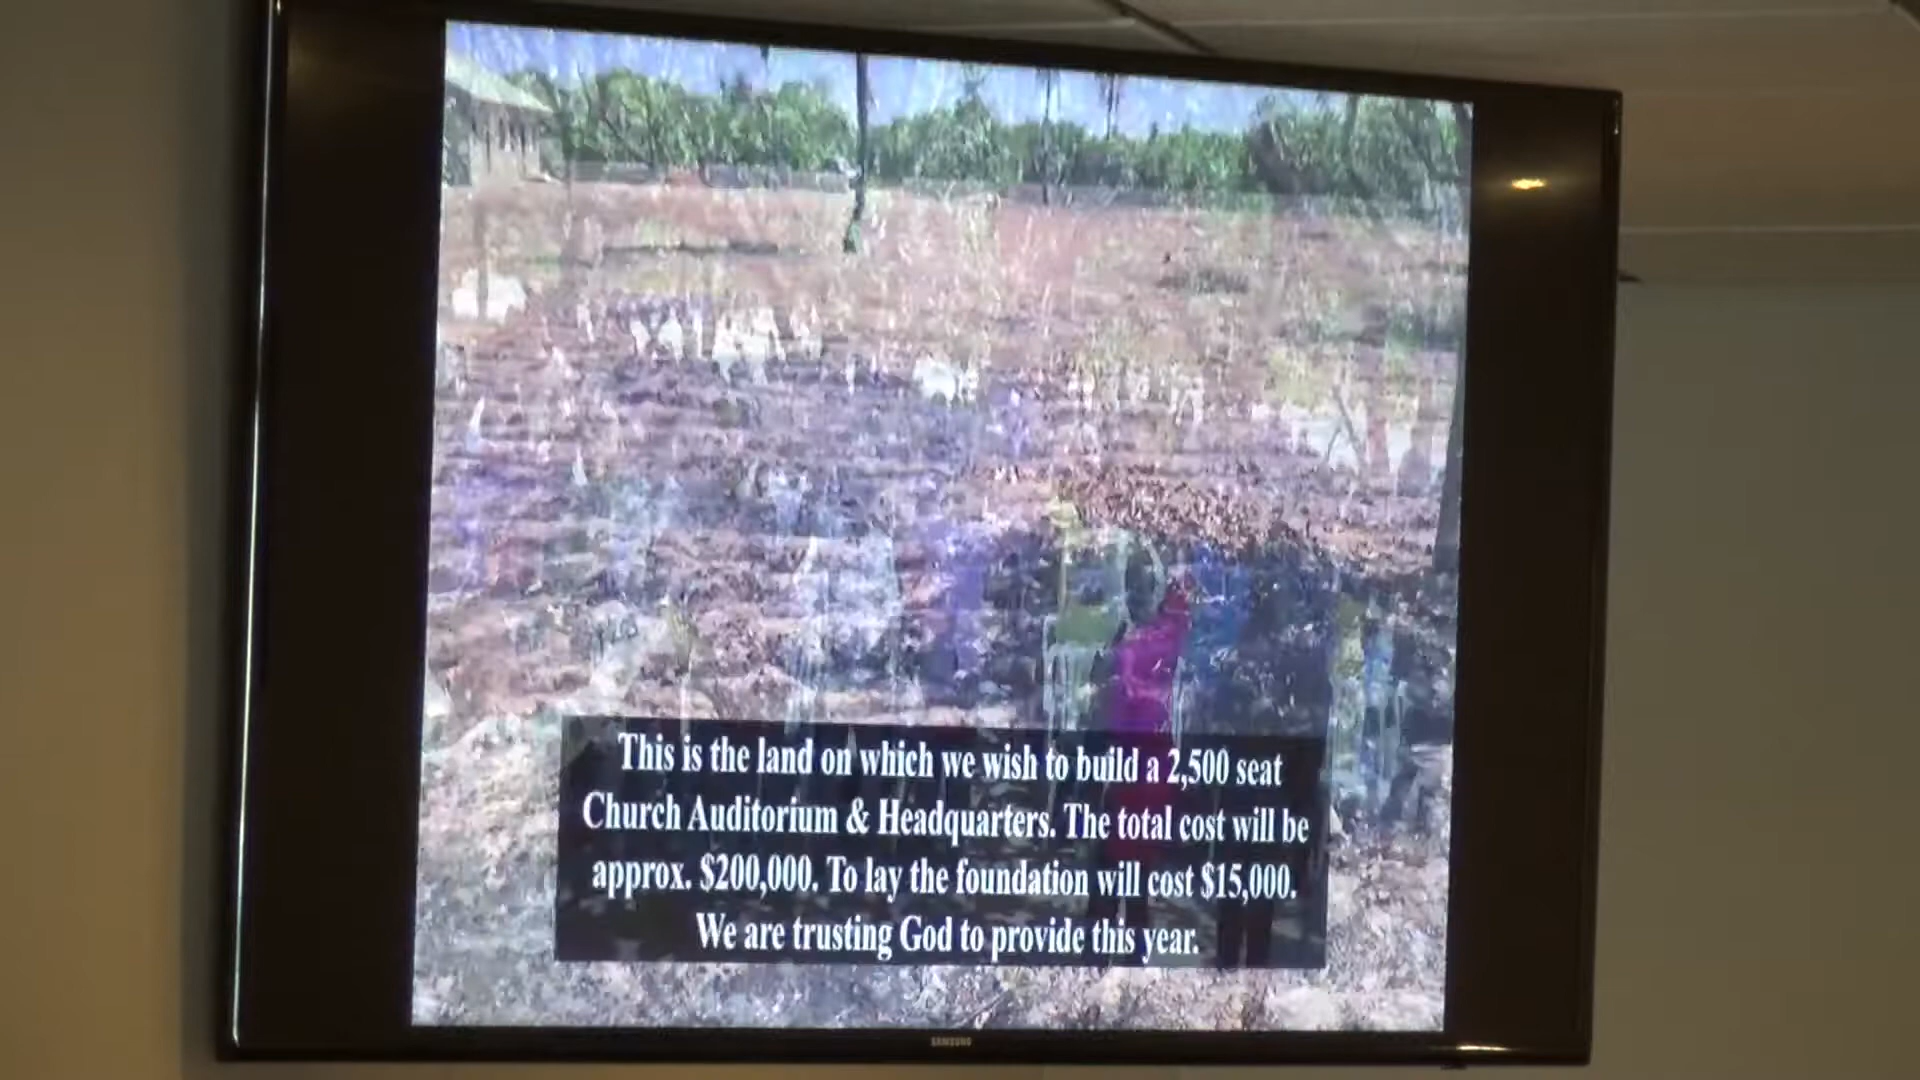 This is the land on which we wish to build a 2,500 seat
Church Auditorium & Headquarters. The total cost will be
approx. $200,000. To lay the foundation will cost $15,000.
We are trusting God to provide this year.
SAMSUNG